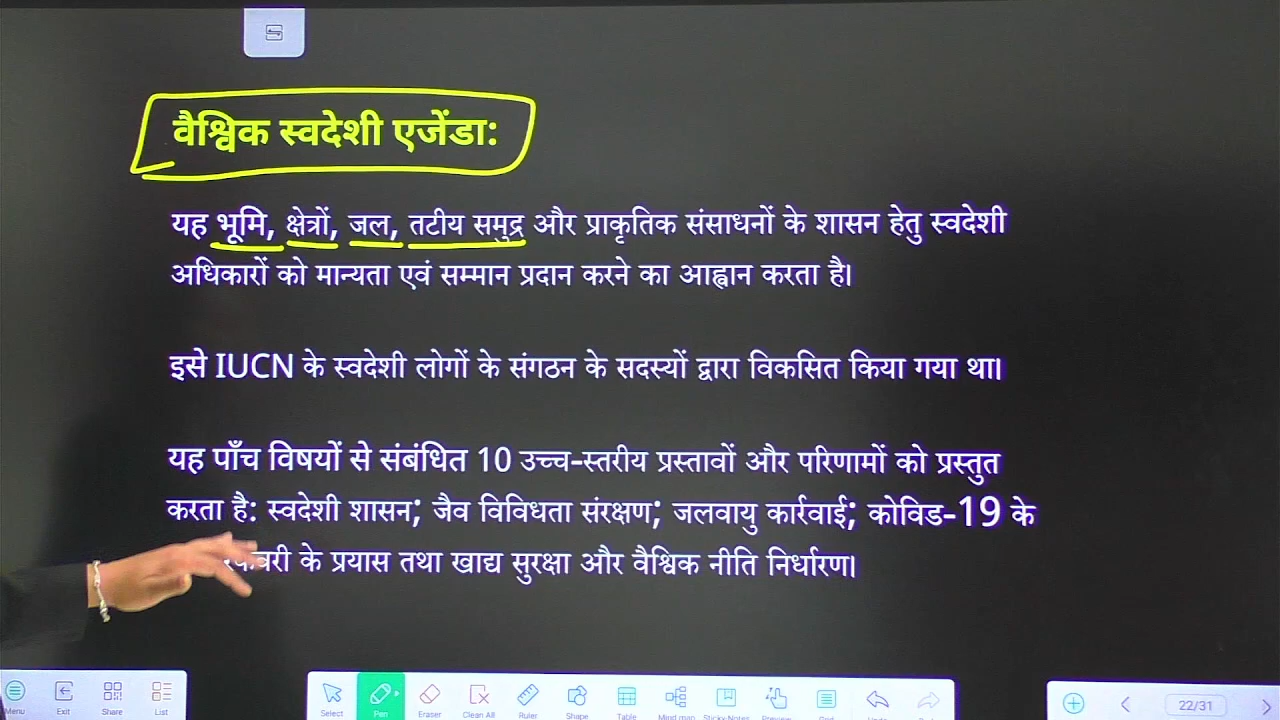 वैश्विक स्वदेशी एजेंडा:
यह भूमि, क्षेत्रों, जल, तटीय समुद्र और प्राकृतिक संसाधनों के शासन हेतु स्वदेशी
अधिकारों को मान्यता एवं सम्मान प्रदान करने का आह्वान करता है।
इसे IUCN के स्वदेशी लोगों के संगठन के सदस्यों द्वारा विकसित किया गया था।
यह पाँच विषयों से संबंधित 10 उच्च-स्तरीय प्रस्तावों और परिणामों को प्रस्तुत
करता है: स्वदेशी शासन; जैव विविधता संरक्षण; जलवायु कार्रवाई; कोविड-19 के
के प्रयास तथा खाद्य सुरक्षा और वैश्विक नीति निर्धारण।
Menu Exit Share List Select Pen Eraser Clean All Ruler Shape Table Mind map Sticky-Notes 22/31